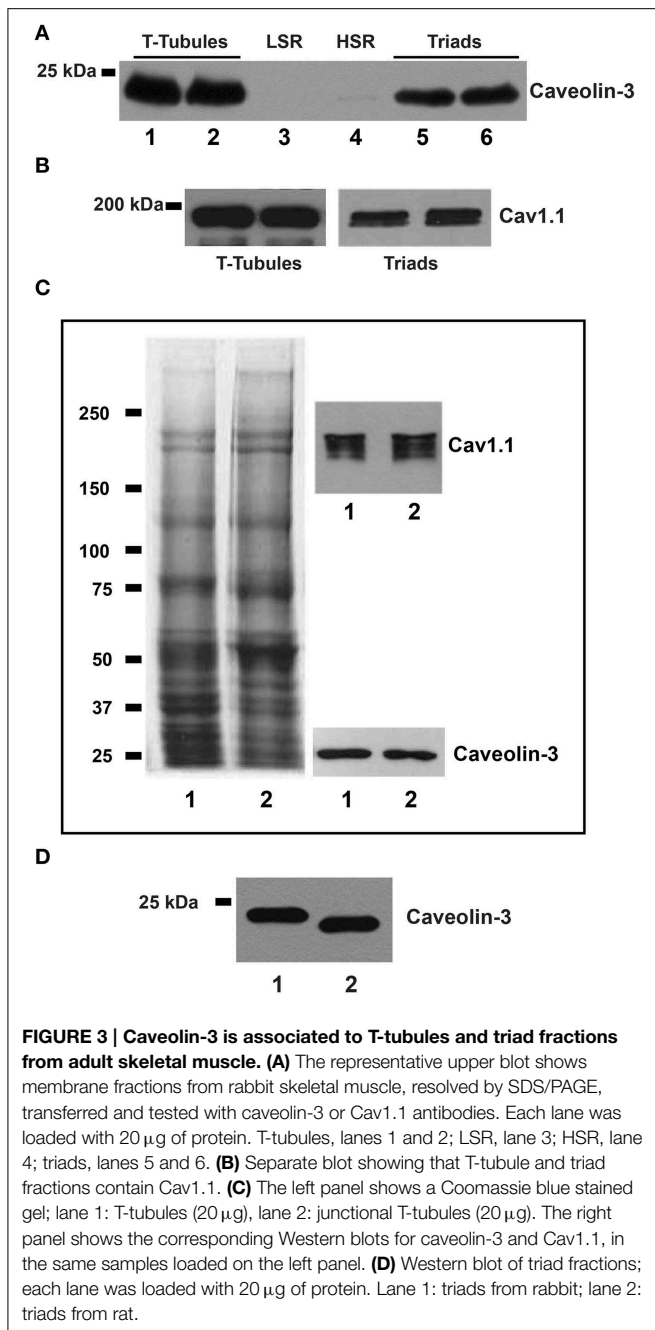 A
T-Tubules LSR HSR Triads
25 kDa
Caveolin-3
1 2 3 4 5 6
B
200 kDa
Cav1.1
T-Tubules Triads
C
250
150
100
75
50
37
25
1 2
Cav1.1
1 2
Caveolin-3
1 2
D
25 kDa
Caveolin-3
1 2
FIGURE 3 | Caveolin-3 is associated to T-tubules and triad fractions
from adult skeletal muscle. (A) The representative upper blot shows
membrane fractions from rabbit skeletal muscle, resolved by SDS/PAGE,
transferred and tested with caveolin-3 or Cav1.1 antibodies. Each lane was
loaded with 20 μg of protein. T-tubules, lanes 1 and 2; LSR, lane 3; HSR, lane
4; triads, lanes 5 and 6. (B) Separate blot showing that T-tubule and triad
fractions contain Cav1.1. (C) The left panel shows a Coomassie blue stained
gel; lane 1: T-tubules (20 μg), lane 2: junctional T-tubules (20 μg). The right
panel shows the corresponding Western blots for caveolin-3 and Cav1.1, in
the same samples loaded on the left panel. (D) Western blot of triad fractions;
each lane was loaded with 20 μg of protein. Lane 1: triads from rabbit; lane 2:
triads from rat.